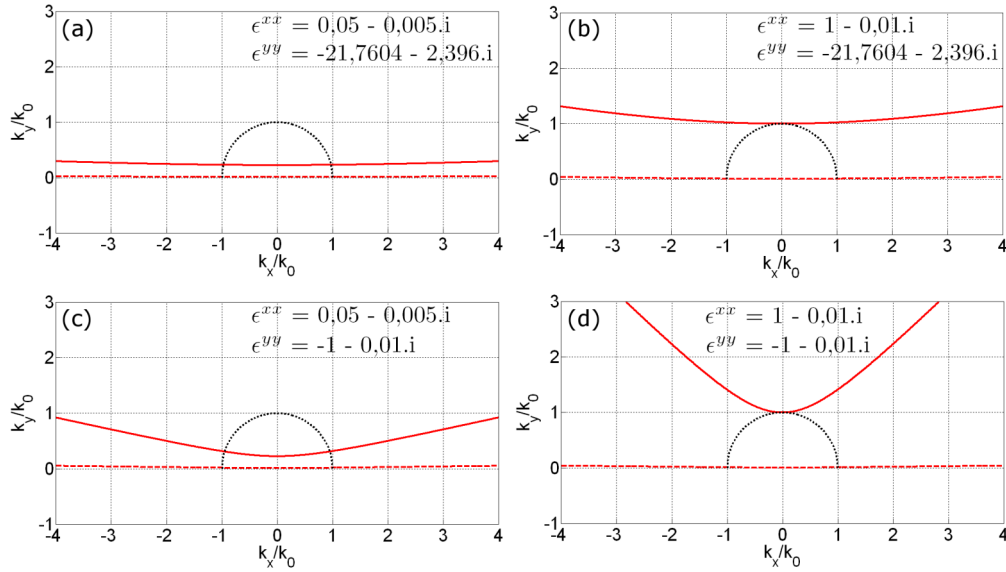 (a)
ϵ^{xx} = 0,05 - 0,005.i
ϵ^{yy} = -21,7604 - 2,396.i
k_y/k_0
3
2
1
0
-1
-4 -3 -2 -1 0 1 2 3 4
k_x/k_0
(b)
ϵ^{xx} = 1 - 0,01.i
ϵ^{yy} = -21,7604 - 2,396.i
k_y/k_0
3
2
1
0
-1
-4 -3 -2 -1 0 1 2 3 4
k_x/k_0
(c)
ϵ^{xx} = 0,05 - 0,005.i
ϵ^{yy} = -1 - 0,01.i
k_y/k_0
3
2
1
0
-1
-4 -3 -2 -1 0 1 2 3 4
k_x/k_0
(d)
ϵ^{xx} = 1 - 0,01.i
ϵ^{yy} = -1 - 0,01.i
k_y/k_0
3
2
1
0
-1
-4 -3 -2 -1 0 1 2 3 4
k_x/k_0